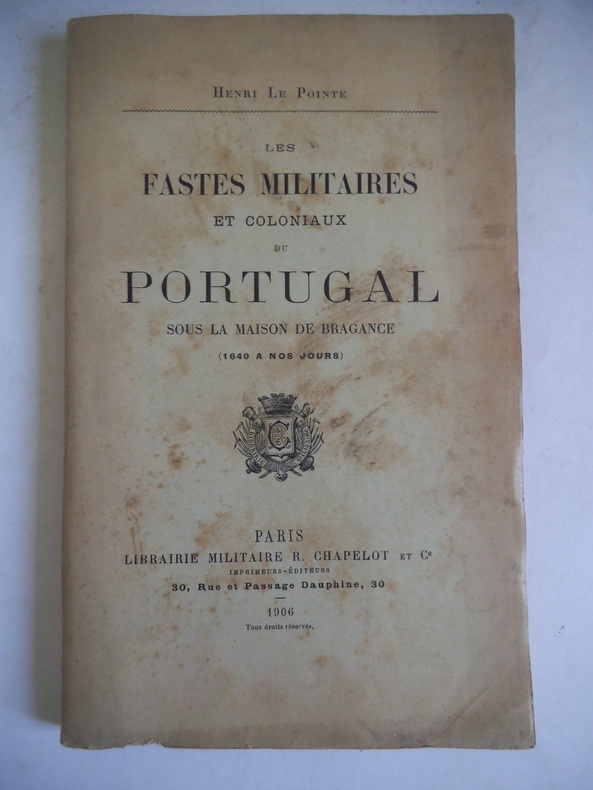 HENRI LE POINTE
LES
FASTES MILITAIRES
ET COLONIAUX
DU
PORTUGAL
SOUS LA MAISON DE BRAGANCE
(1640 A NOS JOURS)
PARIS
LIBRAIRIE MILITAIRE R. CHAPELOT ET Cᵉ
IMPRIMEURS-ÉDITEURS
30, Rue et Passage Dauphine, 30
1906
Tous droits réservés.